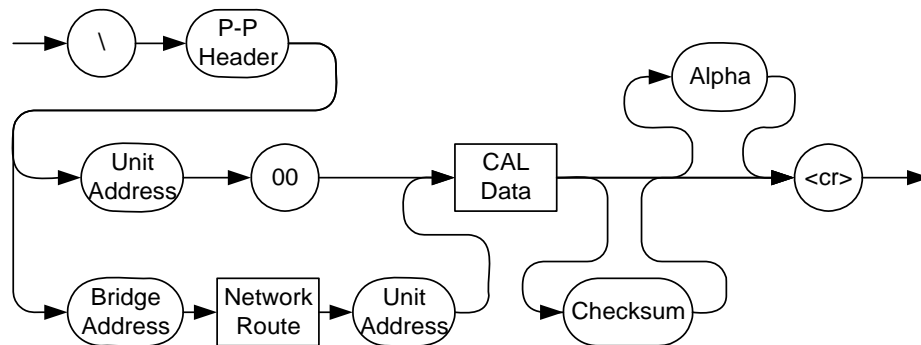 \
P-P
Header
Alpha
Unit
Address
00
CAL
Data
<cr>
Bridge
Address
Network
Route
Unit
Address
Checksum